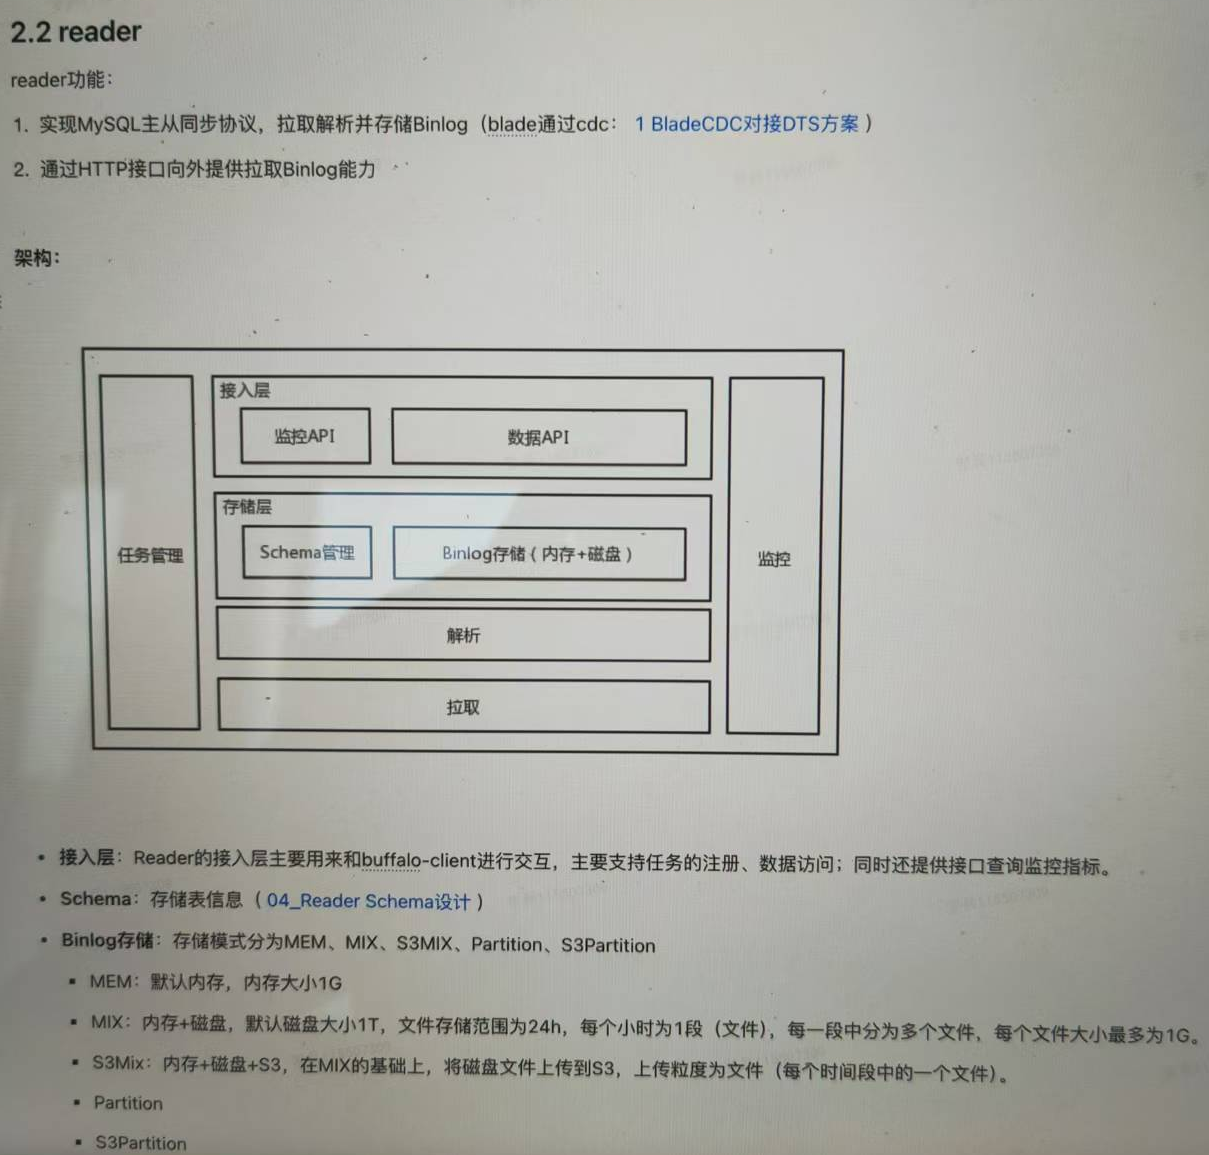 2.2 reader
reader功能：
1. 实现MySQL主从同步协议，拉取解析并存储Binlog（blade通过cdc： 1 BladeCDC对接DTS方案 ）
2. 通过HTTP接口向外提供拉取Binlog能力
架构：
接入层
监控API
数据API
存储层
Schema管理
Binlog存储（内存+磁盘）
任务管理
监控
解析
拉取
• 接入层：Reader的接入层主要用来和buffalo-client进行交互，主要支持任务的注册、数据访问；同时还提供接口查询监控指标。
• Schema：存储表信息（ 04_Reader Schema设计 ）
• Binlog存储：存储模式分为MEM、MIX、S3MIX、Partition、S3Partition
▪ MEM：默认内存，内存大小1G
▪ MIX：内存+磁盘，默认磁盘大小1T，文件存储范围为24h，每个小时为1段（文件），每一段中分为多个文件，每个文件大小最多为1G。
▪ S3Mix：内存+磁盘+S3，在MIX的基础上，将磁盘文件上传到S3，上传粒度为文件（每个时间段中的一个文件）。
▪ Partition
▪ S3Partition